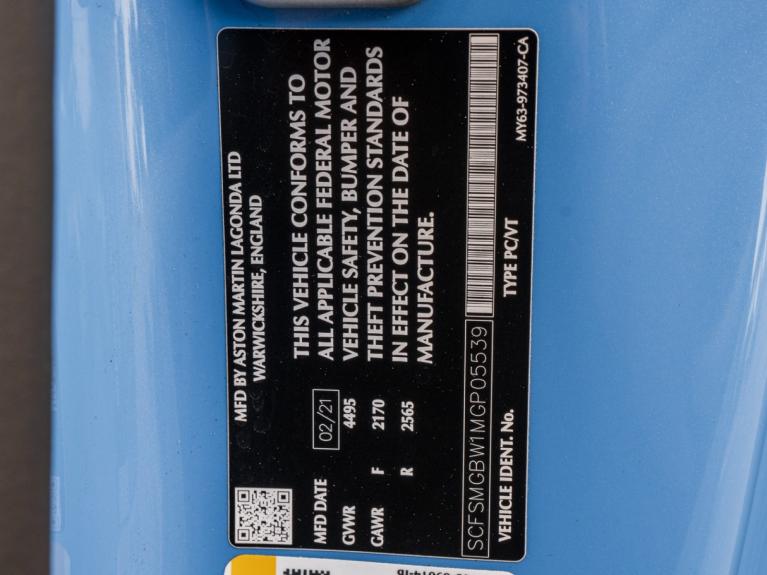 MFD BY ASTON MARTIN LAGONDA LTD
WARWICKSHIRE, ENGLAND
MFD DATE 02/21
GVWR 4495
GAWR F 2170
R 2565
THIS VEHICLE CONFORMS TO
ALL APPLICABLE FEDERAL MOTOR
VEHICLE SAFETY, BUMPER AND
THEFT PREVENTION STANDARDS
IN EFFECT ON THE DATE OF
MANUFACTURE.
SCFSMGBW1MGP05539
VEHICLE IDENT. No. TYPE PC/VT
MY63-973407-CA